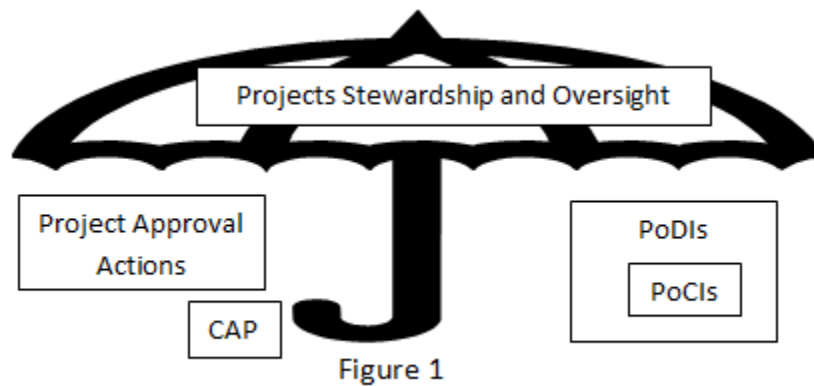 Projects Stewardship and Oversight
Project Approval
Actions
PoDIs
PoCIs
CAP
Figure 1